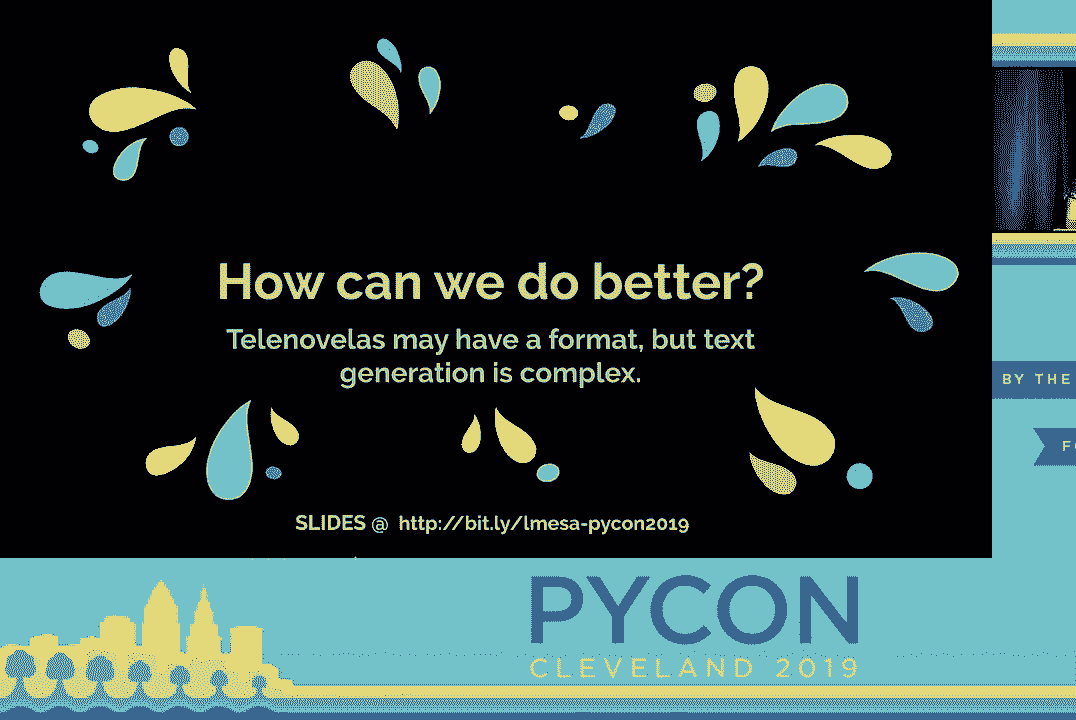 How can we do better?
Telenovelas may have a format, but text
generation is complex.
SLIDES @ http://bit.ly/lmesa-pycon2019
BY THE
PYCON
CLEVELAND 2019